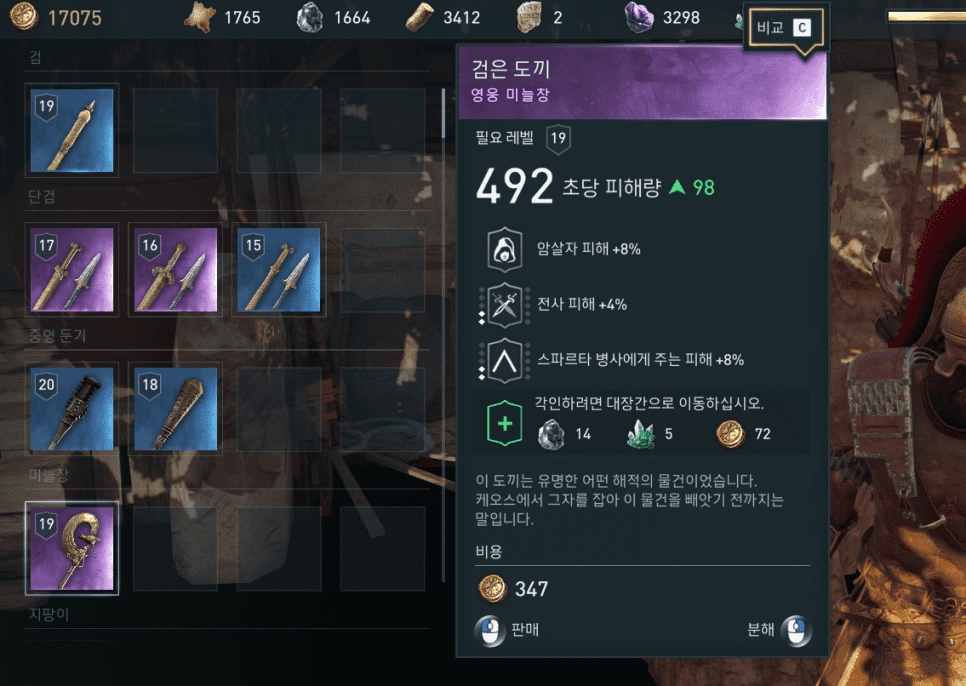 17075 1765 1664 3412 2 3298
비교 C
검
19
단검
17 16 15
중형 둔기
20 18
미늘창
19
지팡이
검은 도끼
영웅 미늘창
필요 레벨 19
492 초당 피해량 98
암살자 피해 +8%
전사 피해 +4%
스파르타 병사에게 주는 피해 +8%
각인하려면 대장간으로 이동하십시오.
14 5 72
이 도끼는 유명한 어떤 해적의 물건이었습니다.
케오스에서 그자를 잡아 이 물건을 빼앗기 전까지는
말입니다.
비용
347
판매 분해